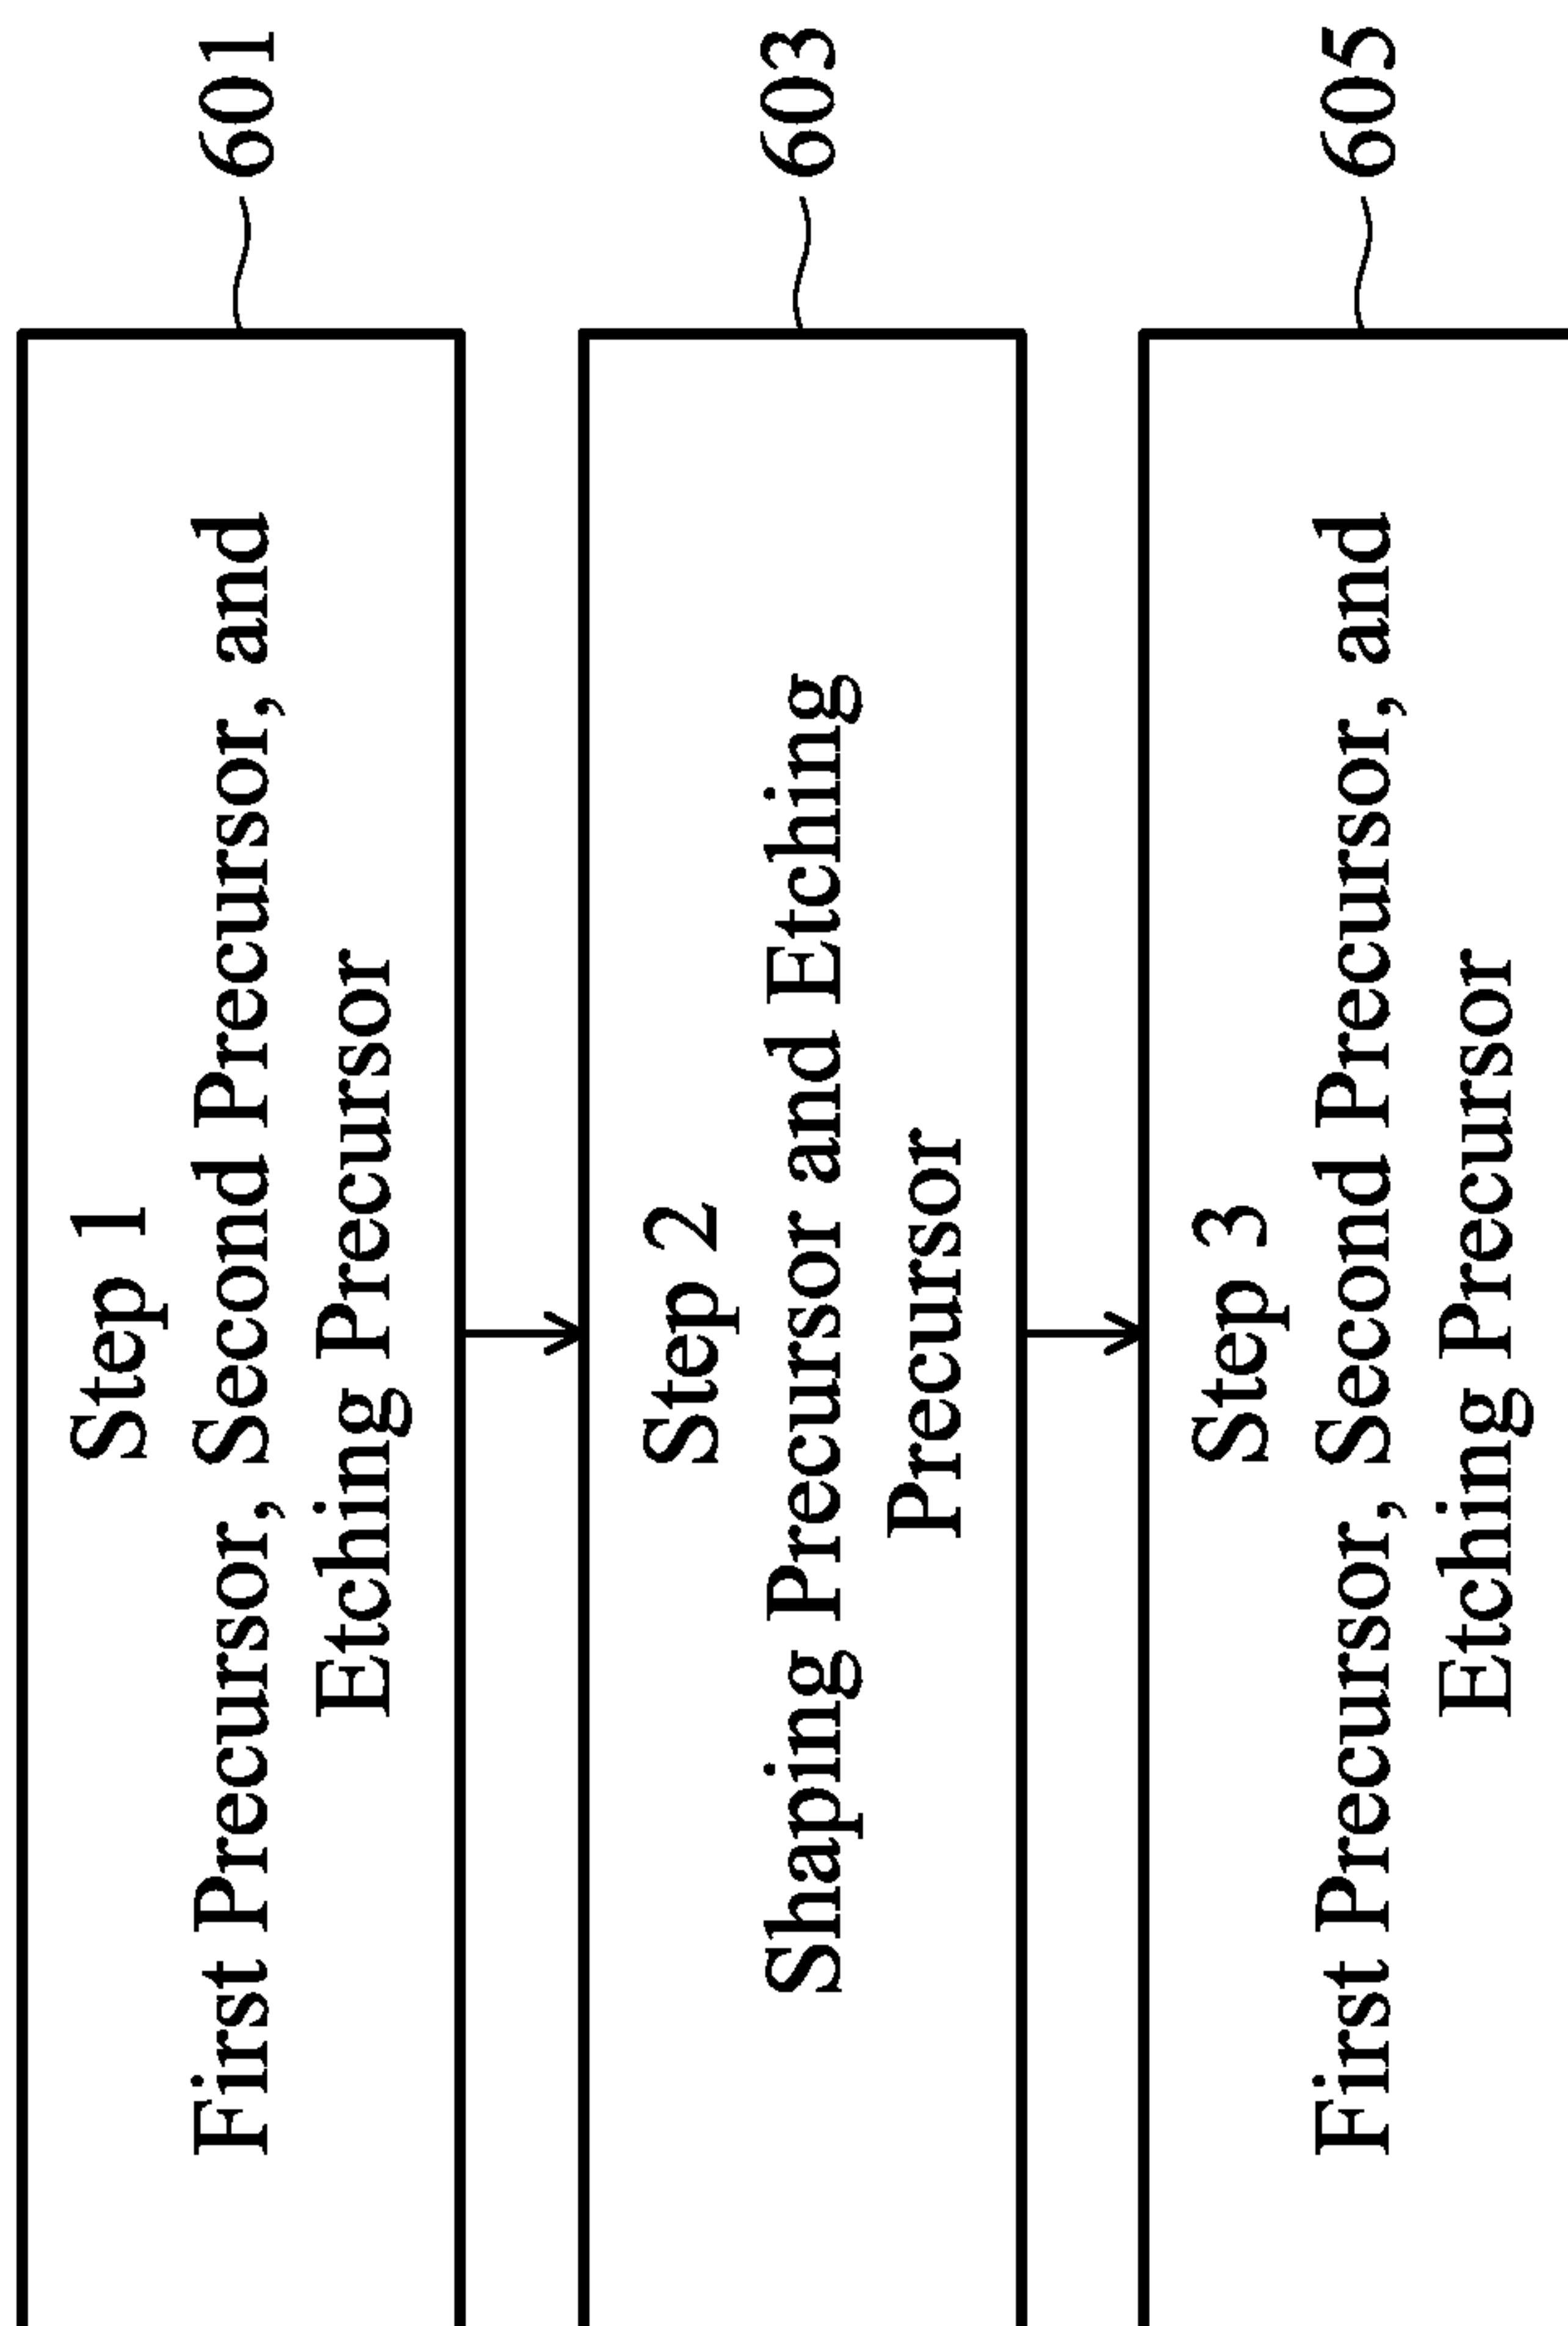 Step 1
First Precursor, Second Precursor, and
Etching Precursor
601
Step 2
Shaping Precursor and Etching
Precursor
603
Step 3
First Precursor, Second Precursor, and
Etching Precursor
605